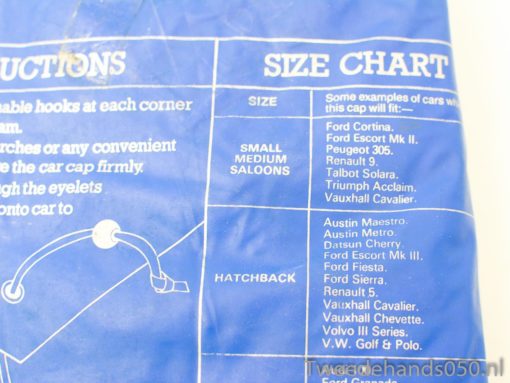 UCTIONS
able hooks at each corner
am.
rches or any convenient
e the car cap firmly.
gh the eyelets
onto car to
SIZE CHART
SIZE
Some examples of cars wh
this cap will fit:—
SMALL
MEDIUM
SALOONS
Ford Cortina.
Ford Escort Mk II.
Peugeot 305.
Renault 9.
Talbot Solara.
Triumph Acclaim.
Vauxhall Cavalier.
HATCHBACK
Austin Maestro.
Austin Metro.
Datsun Cherry.
Ford Escort Mk III.
Ford Fiesta.
Ford Sierra.
Renault 5.
Vauxhall Cavalier.
Vauxhall Chevette.
Volvo III Series.
V.W. Golf & Polo.
Ford Granada
Tweedehands050.nl